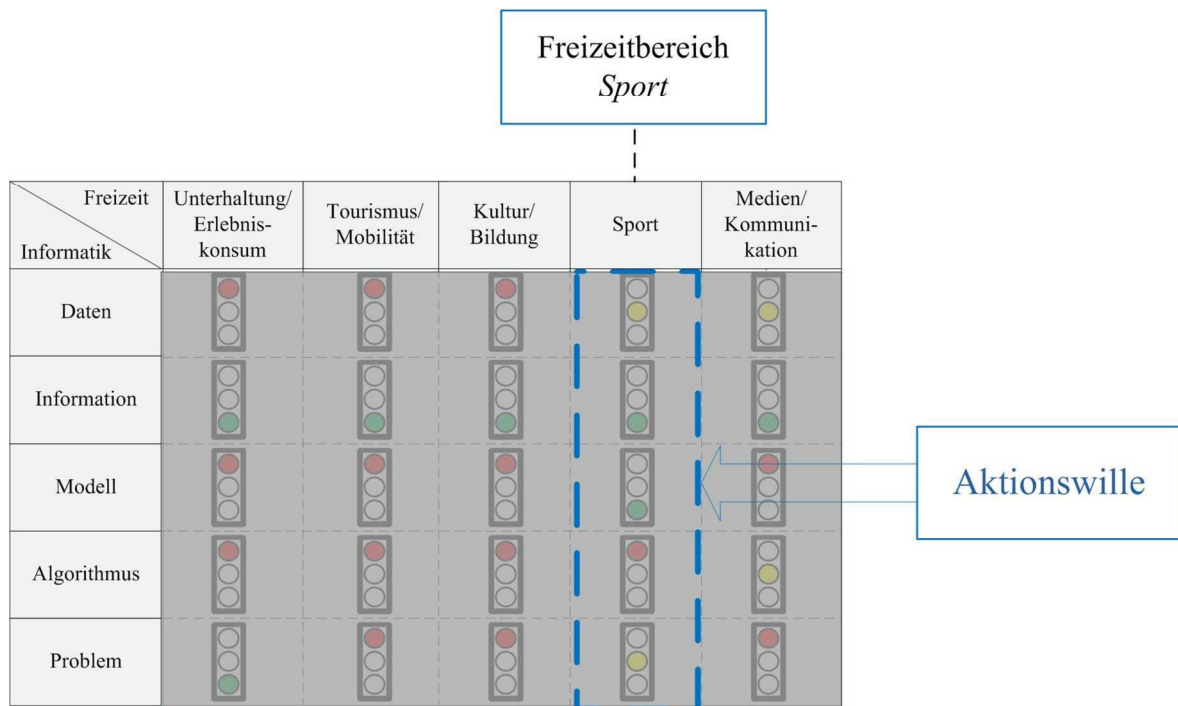 Freizeitbereich
Sport
Freizeit
Informatik
Unterhaltung/
Erlebnis-
konsum
Tourismus/
Mobilität
Kultur/
Bildung
Sport
Medien/
Kommuni-
kation
Daten
Information
Modell
Algorithmus
Problem
Aktionswille